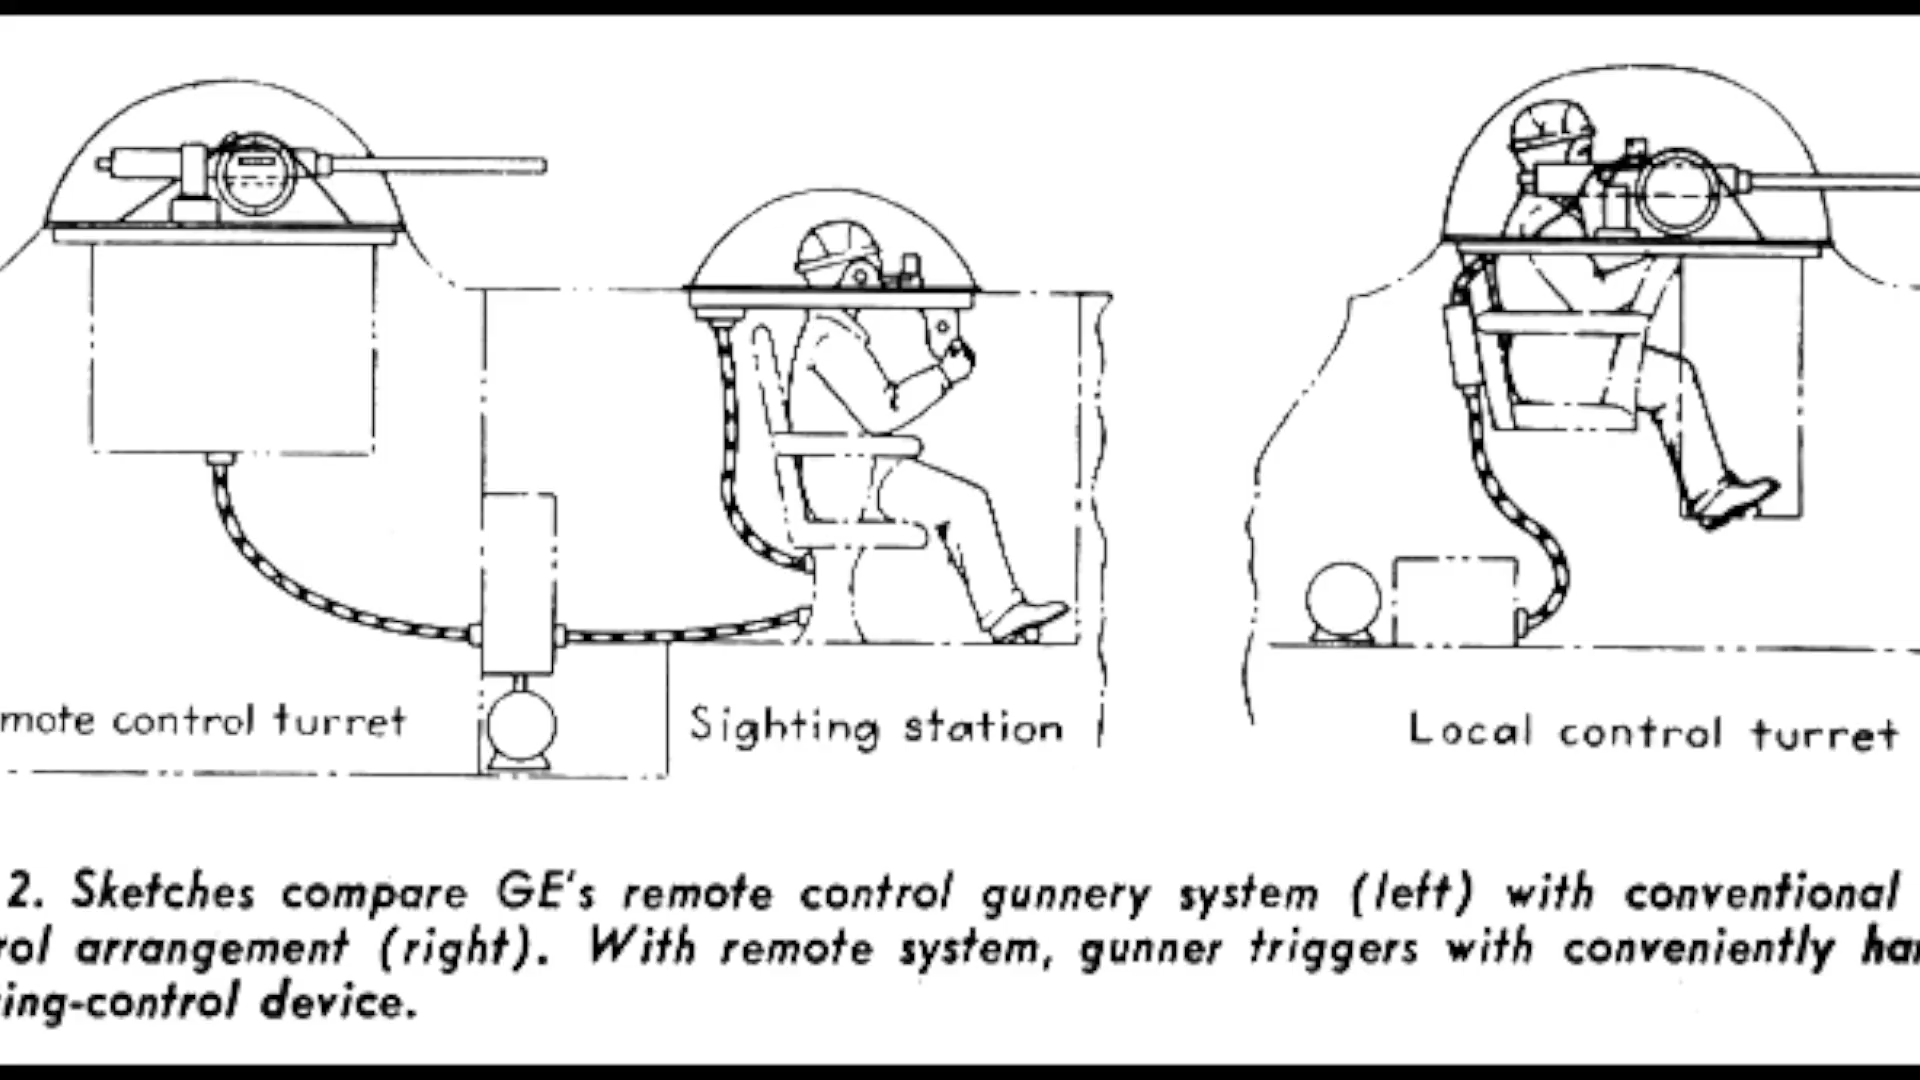 mote control turret
Sighting station
Local control turret
2. Sketches compare GE's remote control gunnery system (left) with conventional
rol arrangement (right). With remote system, gunner triggers with conveniently har
ing-control device.